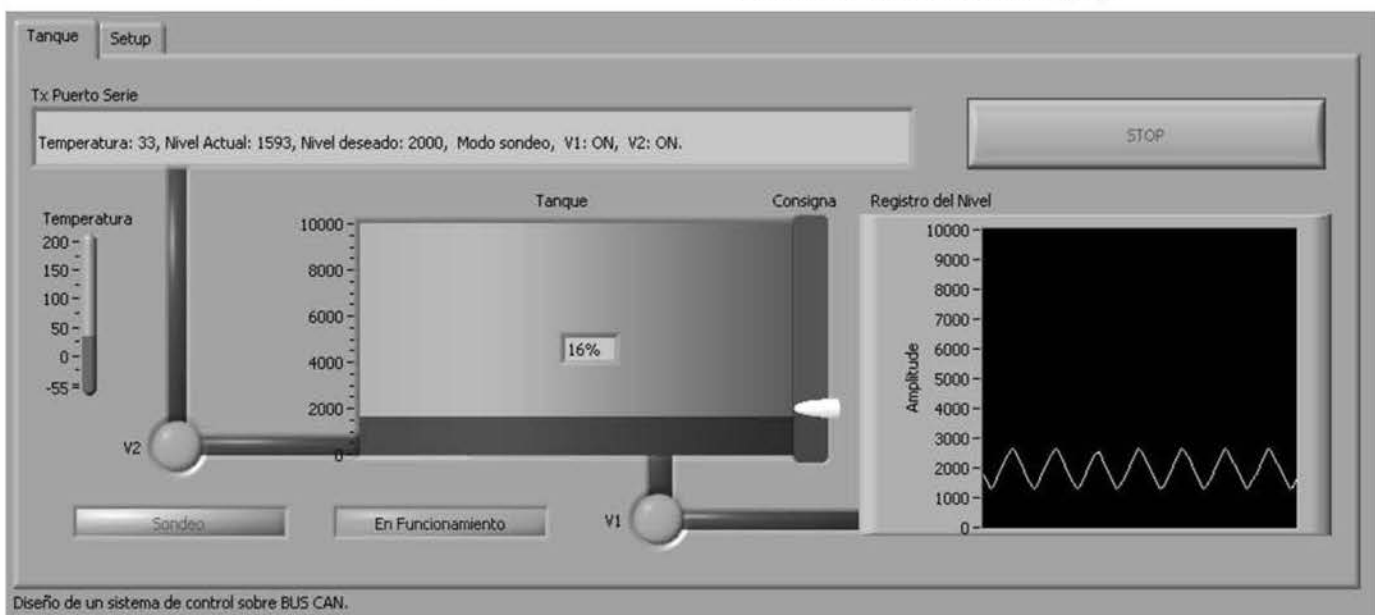 Tanque Setup
Tx Puerto Serie
Temperatura: 33, Nivel Actual: 1593, Nivel deseado: 2000, Modo sondeo, V1: ON, V2: ON.
STOP
Temperatura
200
150
100
50
0
-55
Tanque
Consigna
10000
8000
6000
4000
2000
0
16%
V2
V1
Sondeo
En Funcionamiento
Registro del Nivel
Amplitude
10000
9000
8000
7000
6000
5000
4000
3000
2000
1000
0
Diseño de un sistema de control sobre BUS CAN.